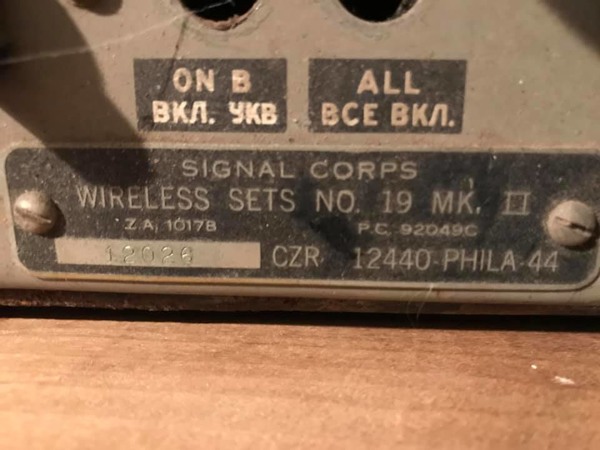 ON B
ВКЛ. УКВ
ALL
ВСЕ ВКЛ.
SIGNAL CORPS
WIRELESS SETS NO. 19 MK. II
Z.A. 1017B P.C. 92049C
12026 CZR 12440-PHILA-44